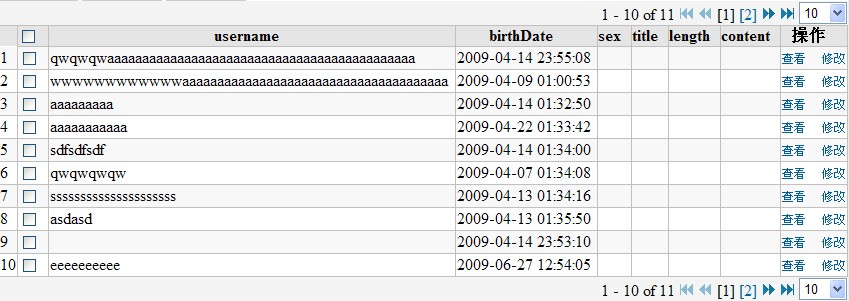 1 - 10 of 11 [1] [2] 10
username birthDate sex title length content 操作
1 qwqwqwaaaaaaaaaaaaaaaaaaaaaaaaaaaaaaaaaaaaaaaaaaaa 2009-04-14 23:55:08 查看 修改
2 wwwwwwwwwwwwaaaaaaaaaaaaaaaaaaaaaaaaaaaaaaaaaaaaaa 2009-04-09 01:00:53 查看 修改
3 aaaaaaaaa 2009-04-14 01:32:50 查看 修改
4 aaaaaaaaaaa 2009-04-22 01:33:42 查看 修改
5 sdfsdfsdf 2009-04-14 01:34:00 查看 修改
6 qwqwqwqw 2009-04-07 01:34:08 查看 修改
7 sssssssssssssssssssss 2009-04-13 01:34:16 查看 修改
8 asdasd 2009-04-13 01:35:50 查看 修改
9 2009-04-14 23:53:10 查看 修改
10 eeeeeeeeee 2009-06-27 12:54:05 查看 修改
1 - 10 of 11 [1] [2] 10